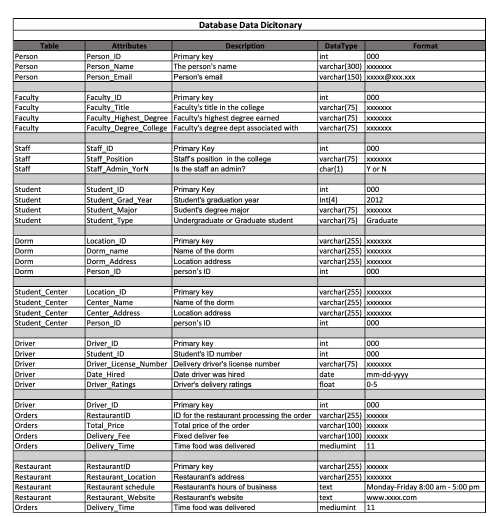 Database Data Dicitonary
Table Attributes Description DataType Format
Person Person_ID Primary key int 000
Person Person_Name The person's name varchar(300) xxxxxxx
Person Person_Email Person's email varchar(150) xxxxx@xxx.xxx
Faculty Faculty_ID Primary key int 000
Faculty Faculty_Title Faculty's title in the college varchar(75) xxxxxxx
Faculty Faculty_Highest_Degree Faculty's highest degree earned varchar(75) xxxxxxx
Faculty Faculty_Degree_College Faculty's degree dept associated with varchar(75) xxxxxxx
Staff Staff_ID Primary key int 000
Staff Staff_Position Staff's position in the college varchar(75) xxxxxxx
Staff Staff_Admin_YorN Is the staff an admin? char(1) Y or N
Student Student_ID Primary key int 000
Student Student_Grad_Year Student's graduation year Int(4) 2012
Student Student_Major Sudent's degree major varchar(75) xxxxxxx
Student Student_Type Undergraduate or Graduate student varchar(75) Graduate
Dorm Location_ID Primary key varchar(255) xxxxxxx
Dorm Dorm_name Name of the dorm varchar(255) xxxxxxx
Dorm Dorm_Address Location address varchar(255) xxxxxxx
Dorm Person_ID person's ID int 000
Student_Center Location_ID Primary key varchar(255) xxxxxxx
Student_Center Center_Name Name of the dorm varchar(255) xxxxxxx
Student_Center Center_Address Location address varchar(255) xxxxxxx
Student_Center Person_ID person's ID int 000
Driver Driver_ID Primary key int 000
Driver Student_ID Student's ID number int 000
Driver Driver_License_Number Delivery driver's license number varchar(75) xxxxxxx
Driver Date_Hired Date driver was hired date mm-dd-yyyy
Driver Driver_Ratings Driver's delivery ratings float 0-5
Driver Driver_ID Primary key int 000
Orders RestaurantID ID for the restaurant processing the order varchar(255) xxxxxx
Orders Total_Price Total price of the order varchar(100) xxxxxx
Orders Delivery_Fee Fixed deliver fee varchar(100) xxxxxx
Orders Delivery_Time Time food was delivered mediumint 11
Restaurant RestaurantID Primary key varchar(255) xxxxxx
Restaurant Restaurant_Location Restaurant's address varchar(255) xxxxxxx
Restaurant Restaurant schedule Restaurant's hours of business text Monday-Friday 8:00 am - 5:00 pm
Restaurant Restaurant_Website Restaurant's website text www.xxxx.com
Orders Delivery_Time Time food was delivered mediumint 11